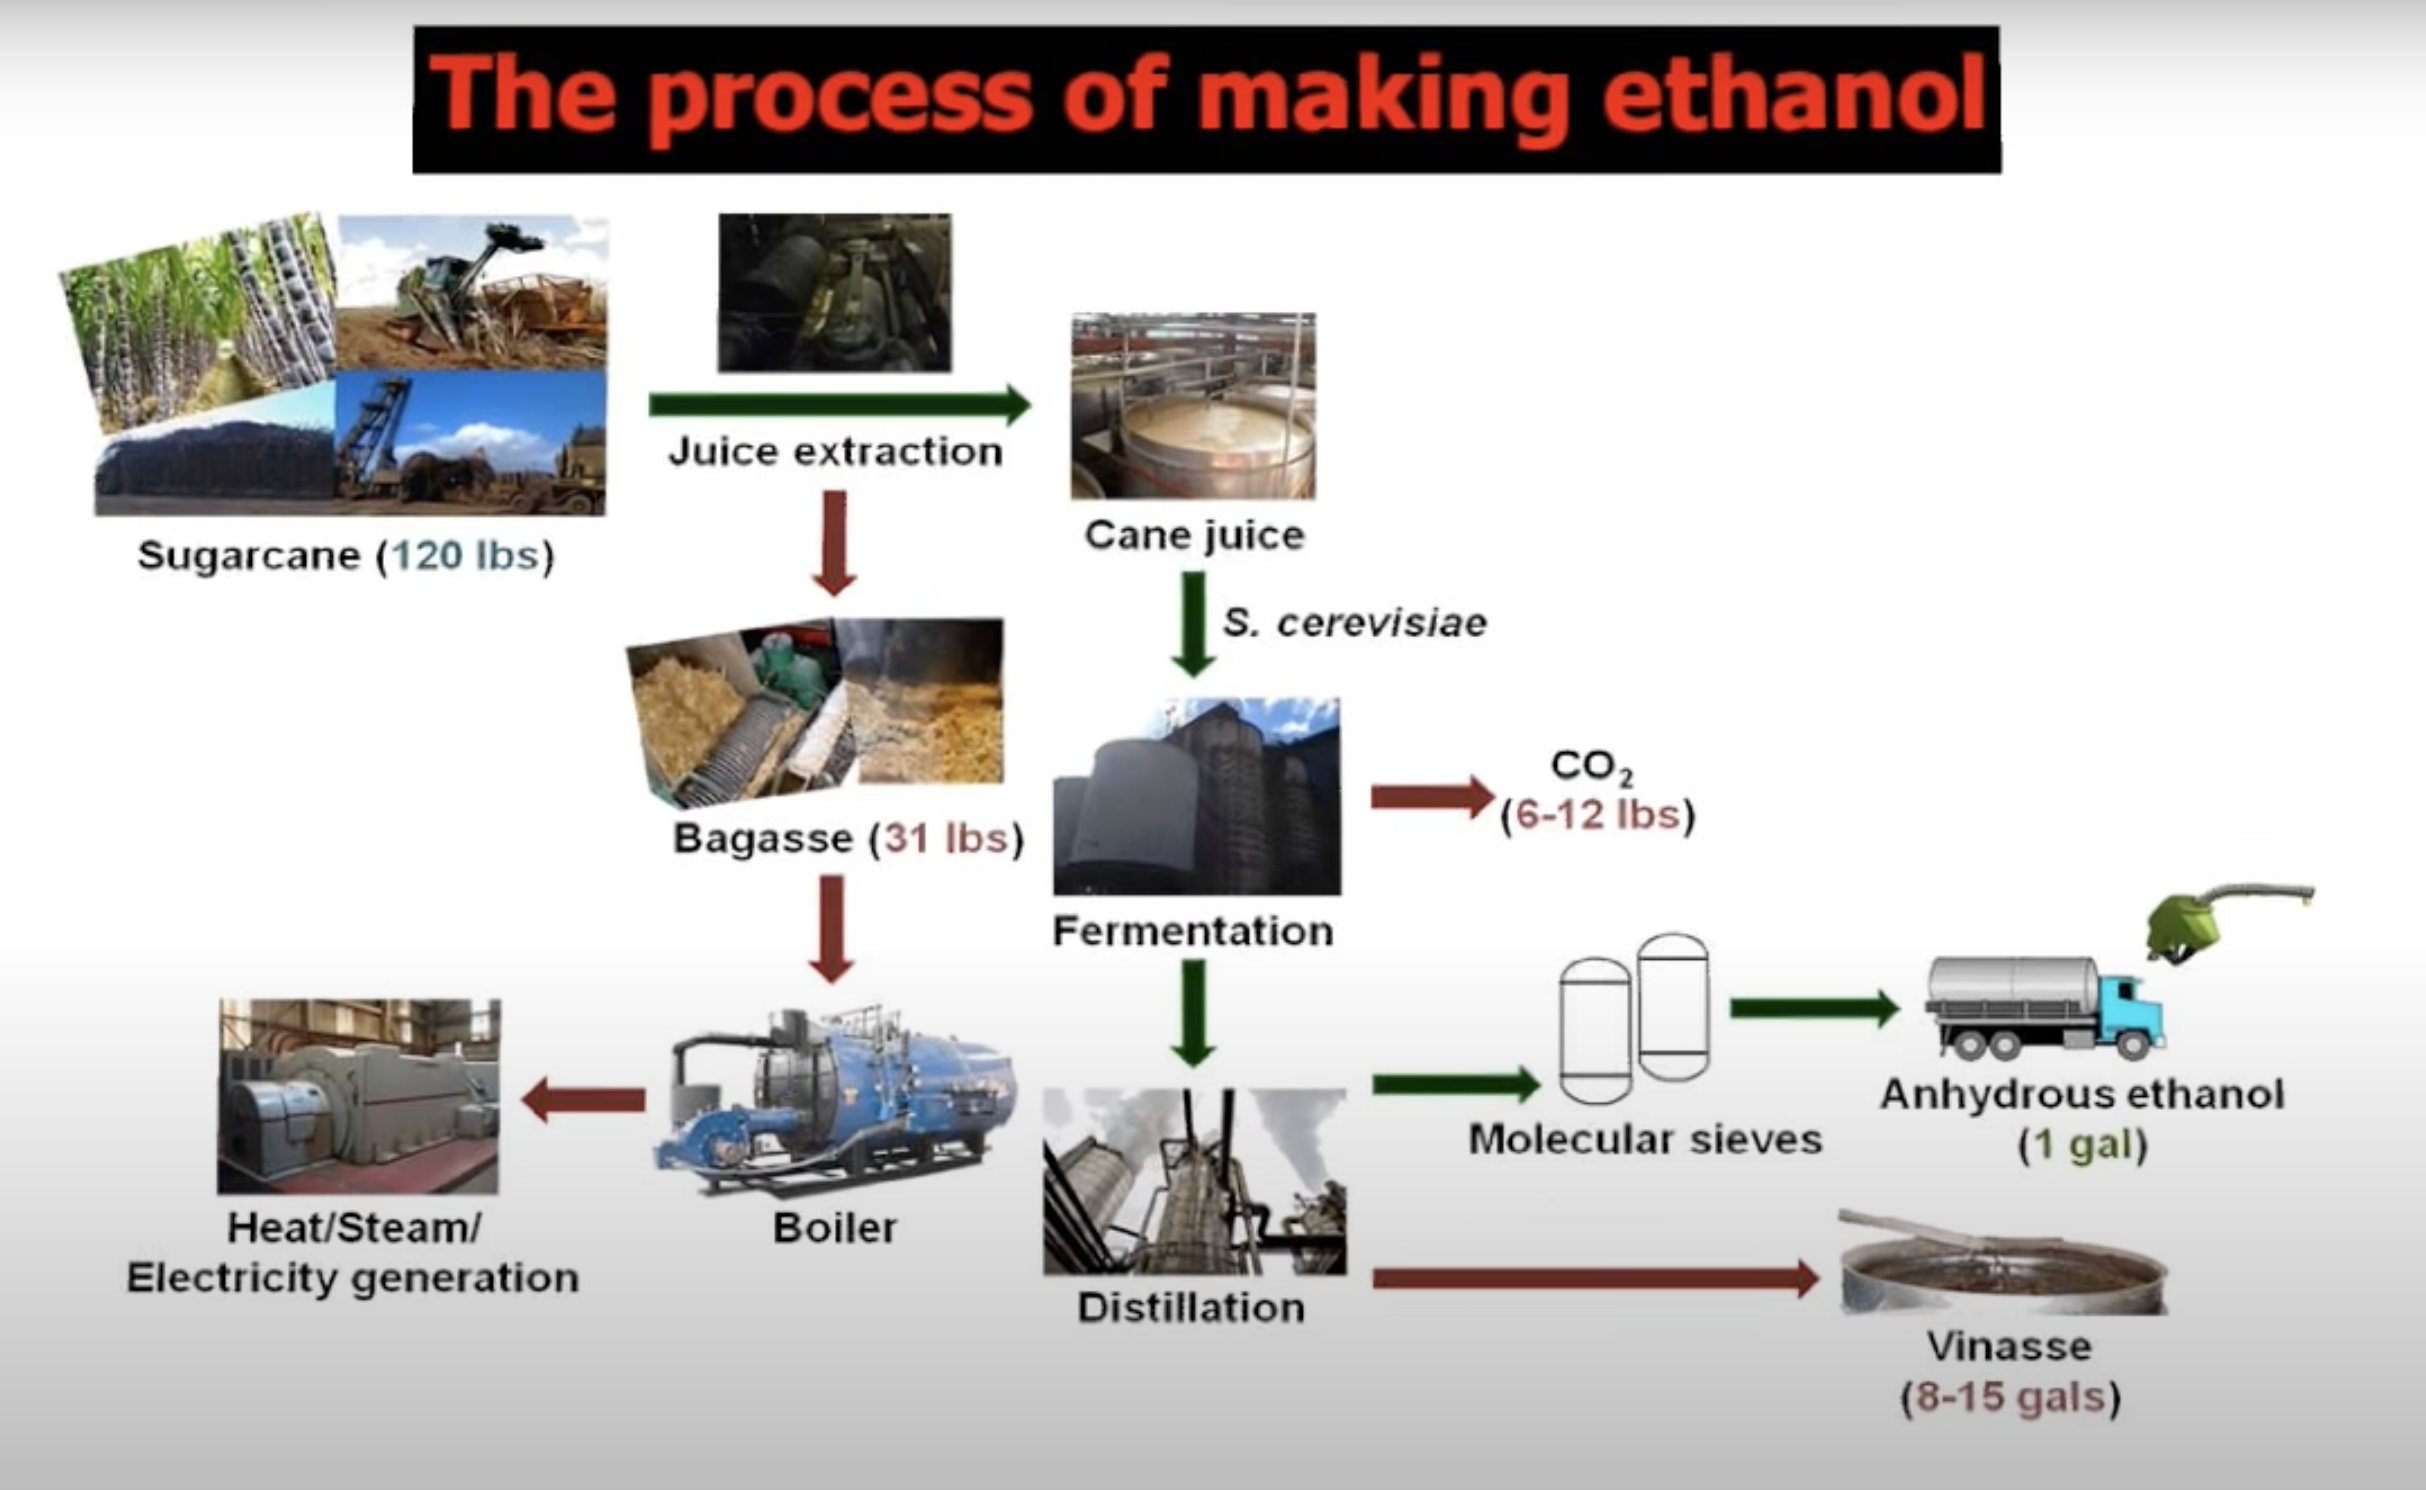 The process of making ethanol
Juice extraction
Sugarcane (120 lbs)
Cane juice
S. cerevisiae
Bagasse (31 lbs)
CO₂
(6-12 lbs)
Fermentation
Molecular sieves
Anhydrous ethanol
(1 gal)
Heat/Steam/
Electricity generation
Boiler
Distillation
Vinasse
(8-15 gals)